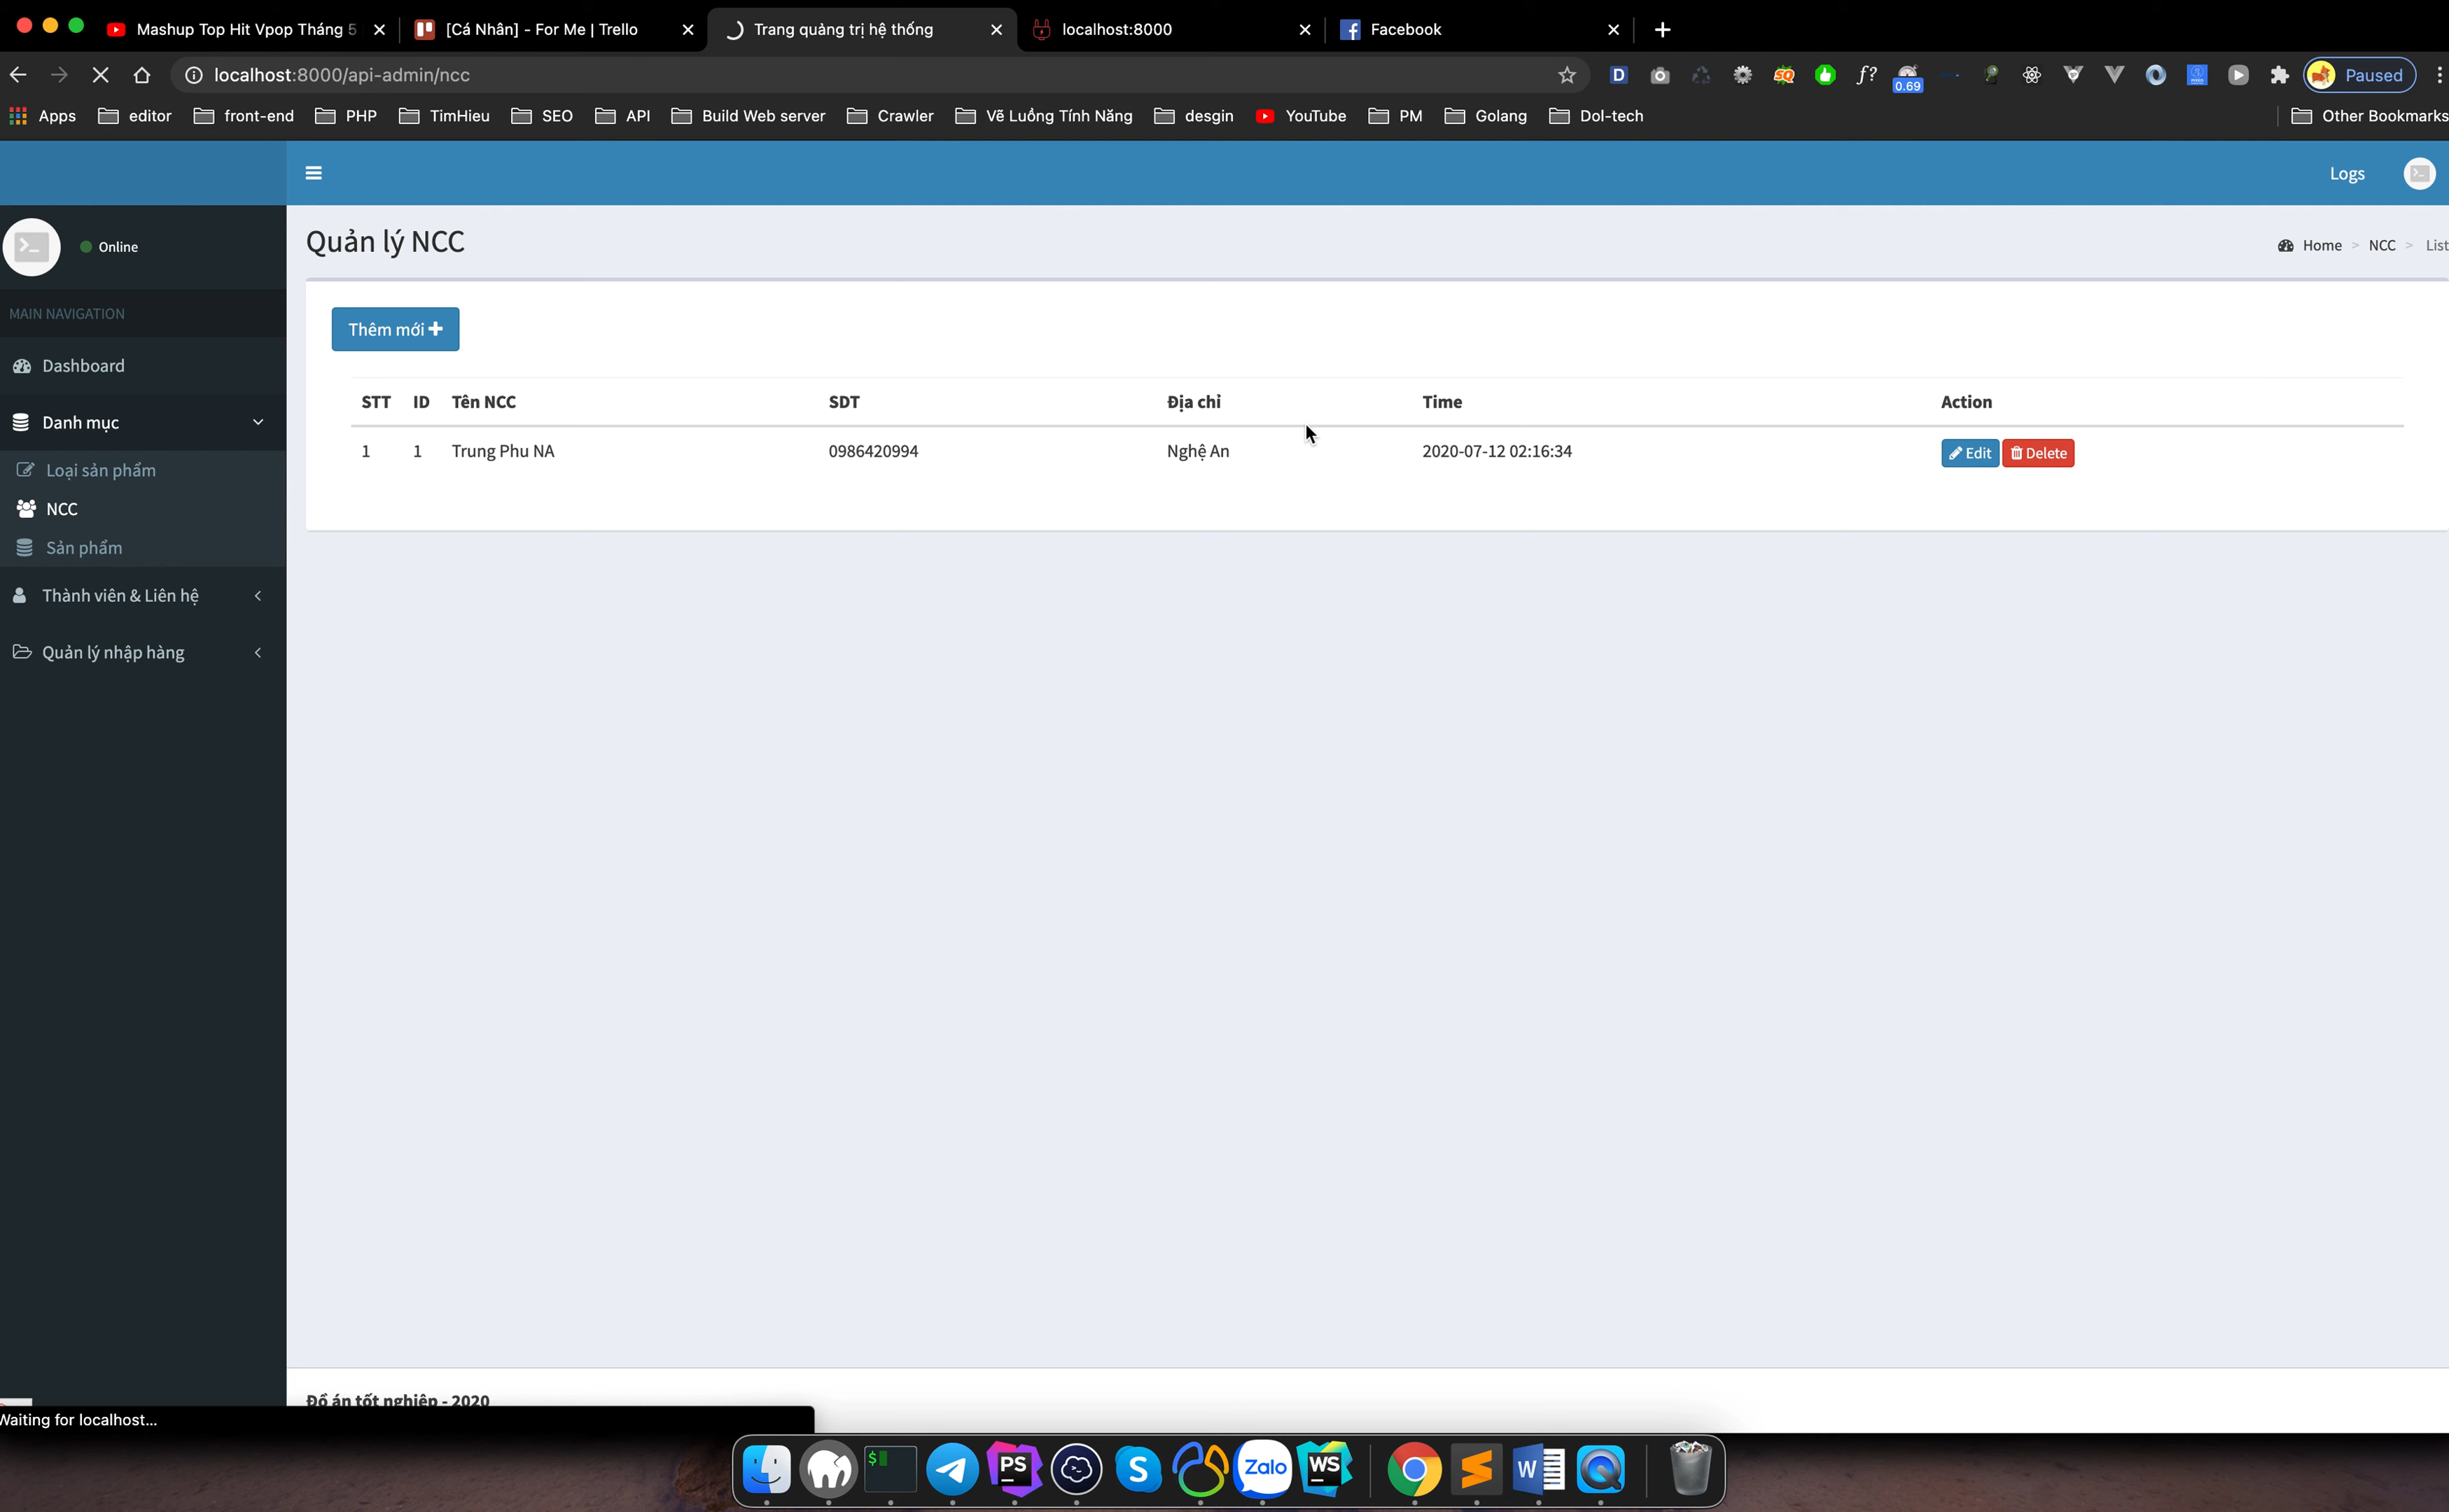 Mashup Top Hit Vpop Tháng 5
[Cá Nhân] - For Me | Trello
Trang quảng trị hệ thống
localhost:8000
Facebook
localhost:8000/api-admin/ncc
D
SQ
f?
0.69
Paused
Apps
editor
front-end
PHP
TimHieu
SEO
API
Build Web server
Crawler
Vẽ Luồng Tính Năng
desgin
YouTube
PM
Golang
Dol-tech
Other Bookmarks
Logs
Online
Quản lý NCC
Home > NCC > List
MAIN NAVIGATION
Thêm mới
Dashboard
Danh mục
STT ID Tên NCC SDT Địa chỉ Time Action
1 1 Trung Phu NA 0986420994 Nghệ An 2020-07-12 02:16:34 Edit Delete
Loại sản phẩm
NCC
Sản phẩm
Thành viên & Liên hệ
Quản lý nhập hàng
Đồ án tốt nghiệp - 2020
Waiting for localhost...
$
PS
S
Zalo
WS
W